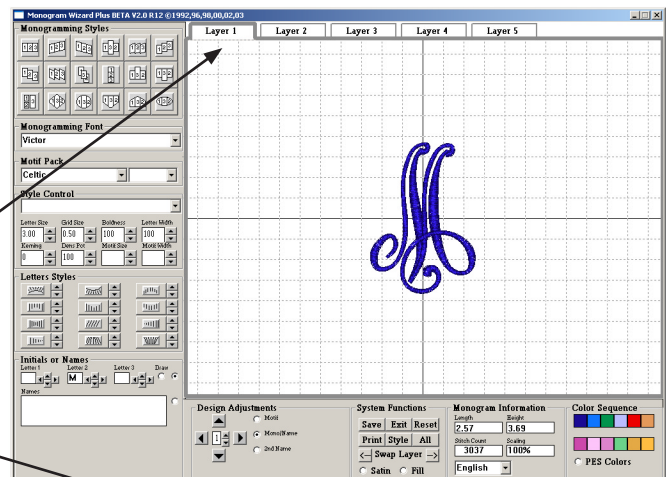 Monogram Wizard Plus BETA V2.0 R12 ©1992,96,98,00,02,03
Monogramming Styles
Layer 1 Layer 2 Layer 3 Layer 4 Layer 5
Monogramming Font
Victor
Motif Pack
Celtic
Style Control
Letter Size Grid Size Boldness Letter Width
3.00 0.50 100 100
Kerning Dens Pct Motif Size Motif Width
0 100
Letters Styles
Initials or Names
Letter 1 Letter 2 Letter 3 Draw
M
Names
M
Design Adjustments
Motif
1 Mono/Name
2nd Name
System Functions
Save Exit Reset
Print Style All
<-- Swap Layer -->
Satin Fill
Monogram Information
Length Height
2.57 3.69
Stitch Count Scaling
3037 100%
English
Color Sequence
PES Colors